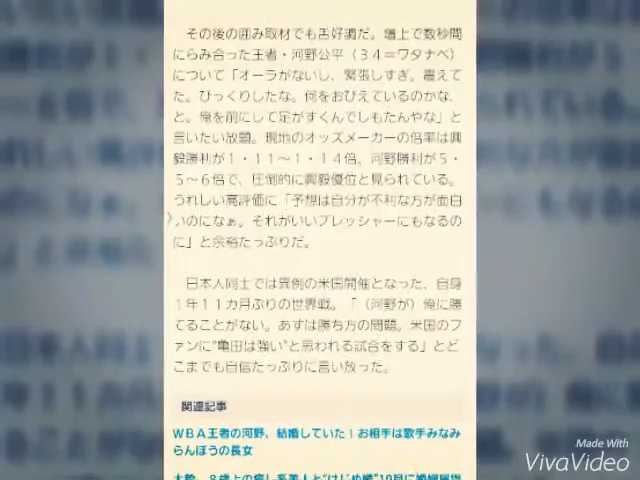 その後の囲み取材でも舌好調だ。壇上で数秒間
にらみ合った王者・河野公平（３４＝ワタナベ）
について「オーラがないし、緊張しすぎ。震えて
た。びっくりしたな。何をおびえているのかな、
と。俺を前にして足がすくんでしもたんやな」と
言いたい放題。現地のオッズメーカーの倍率は興
毅勝利が１・１１～１・１４倍、河野勝利が５・
５～６倍で、圧倒的に興毅優位と見られている。
うれしい高評価に「予想は自分が不利な方が面白
いのになぁ。それがいいプレッシャーにもなるの
に」と余裕たっぷりだ。
日本人同士では異例の米国開催となった、自身
１年１１カ月ぶりの世界戦。「（河野が）俺に勝
てることがない。あすは勝ち方の問題。米国のフ
ァンに“亀田は強い”と思われる試合をする」とど
こまでも自信たっぷりに言い放った。
関連記事
ＷＢＡ王者の河野、結婚していた！お相手は歌手みなみ
らんぼうの長女
Made With
VivaVideo